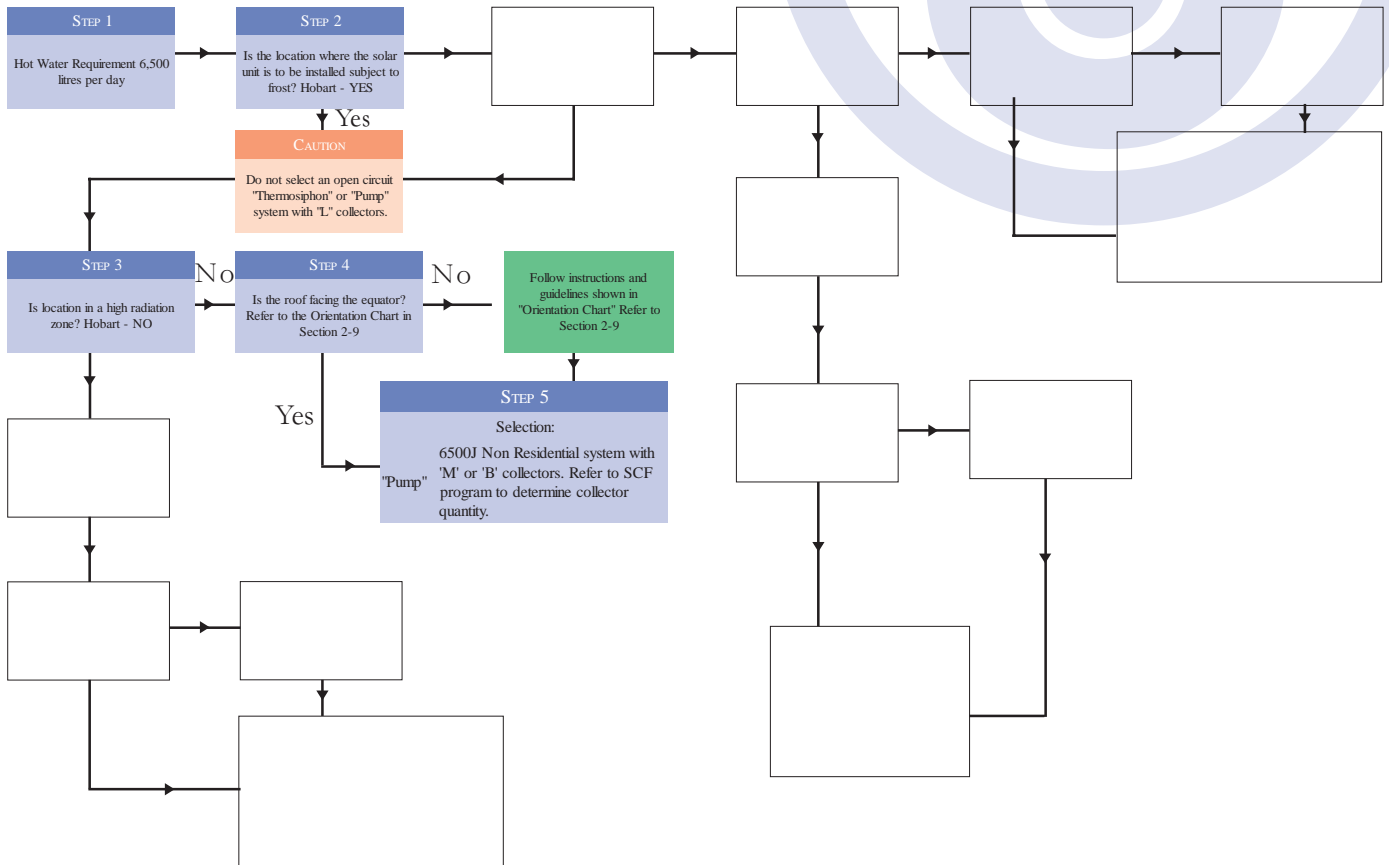 STEP 1
Hot Water Requirement 6,500
litres per day
STEP 2
Is the location where the solar
unit is to be installed subject to
frost? Hobart - YES
Yes
CAUTION
Do not select an open circuit
"Thermosiphon" or "Pump"
system with "L" collectors.
STEP 3
Is location in a high radiation
zone? Hobart - NO
No
STEP 4
Is the roof facing the equator?
Refer to the Orientation Chart in
Section 2-9
No
Follow instructions and
guidelines shown in
"Orientation Chart" Refer to
Section 2-9
Yes
STEP 5
Selection:
"Pump"
6500J Non Residential system with
'M' or 'B' collectors. Refer to SCF
program to determine collector
quantity.